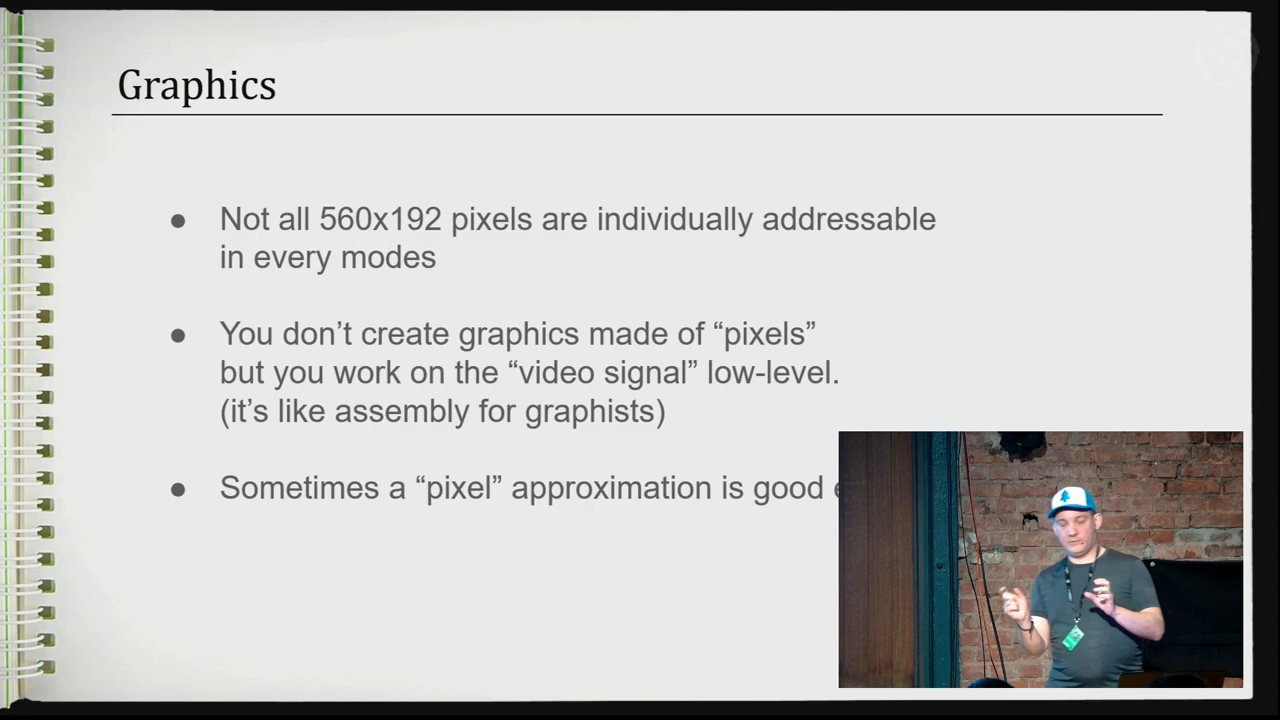 Graphics
● Not all 560x192 pixels are individually addressable
in every modes
● You don’t create graphics made of “pixels”
but you work on the “video signal” low-level.
(it’s like assembly for graphists)
● Sometimes a “pixel” approximation is good